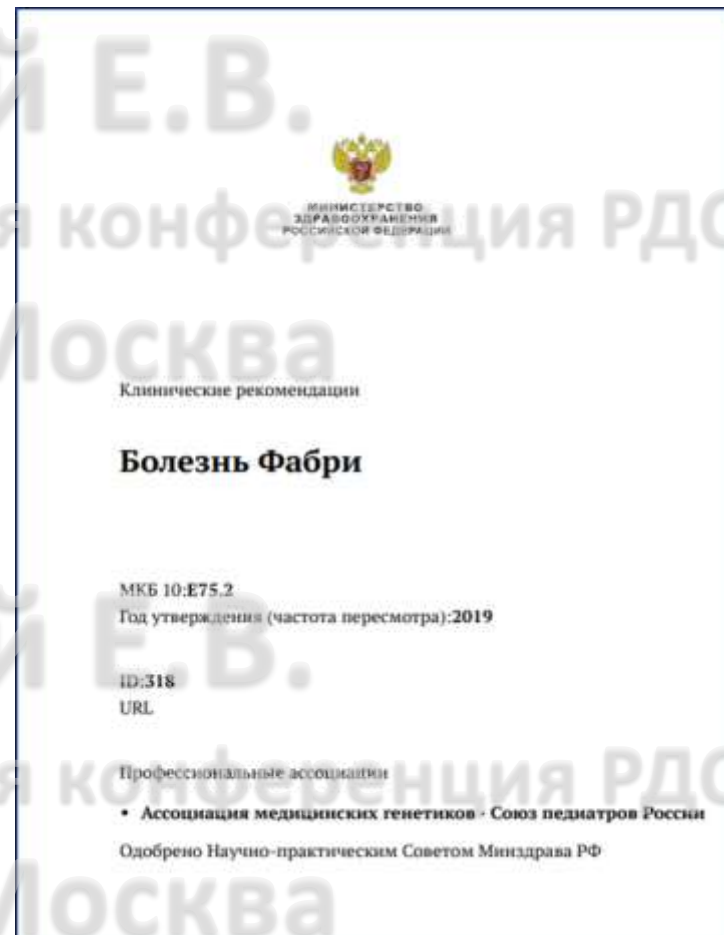 й Е.В.
МИНИСТЕРСТВО
ЗДРАВООХРАНЕНИЯ
РОССИЙСКОЙ ФЕДЕРАЦИИ
я конференция РДО
Москва
Клинические рекомендации
Болезнь Фабри
МКБ 10:E75.2
Год утверждения (частота пересмотра):2019
й Е.В.
ID:318
URL
Профессиональные ассоциации
я конференция РДО
• Ассоциация медицинских генетиков - Союз педиатров России
Одобрено Научно-практическим Советом Минздрава РФ
Москва